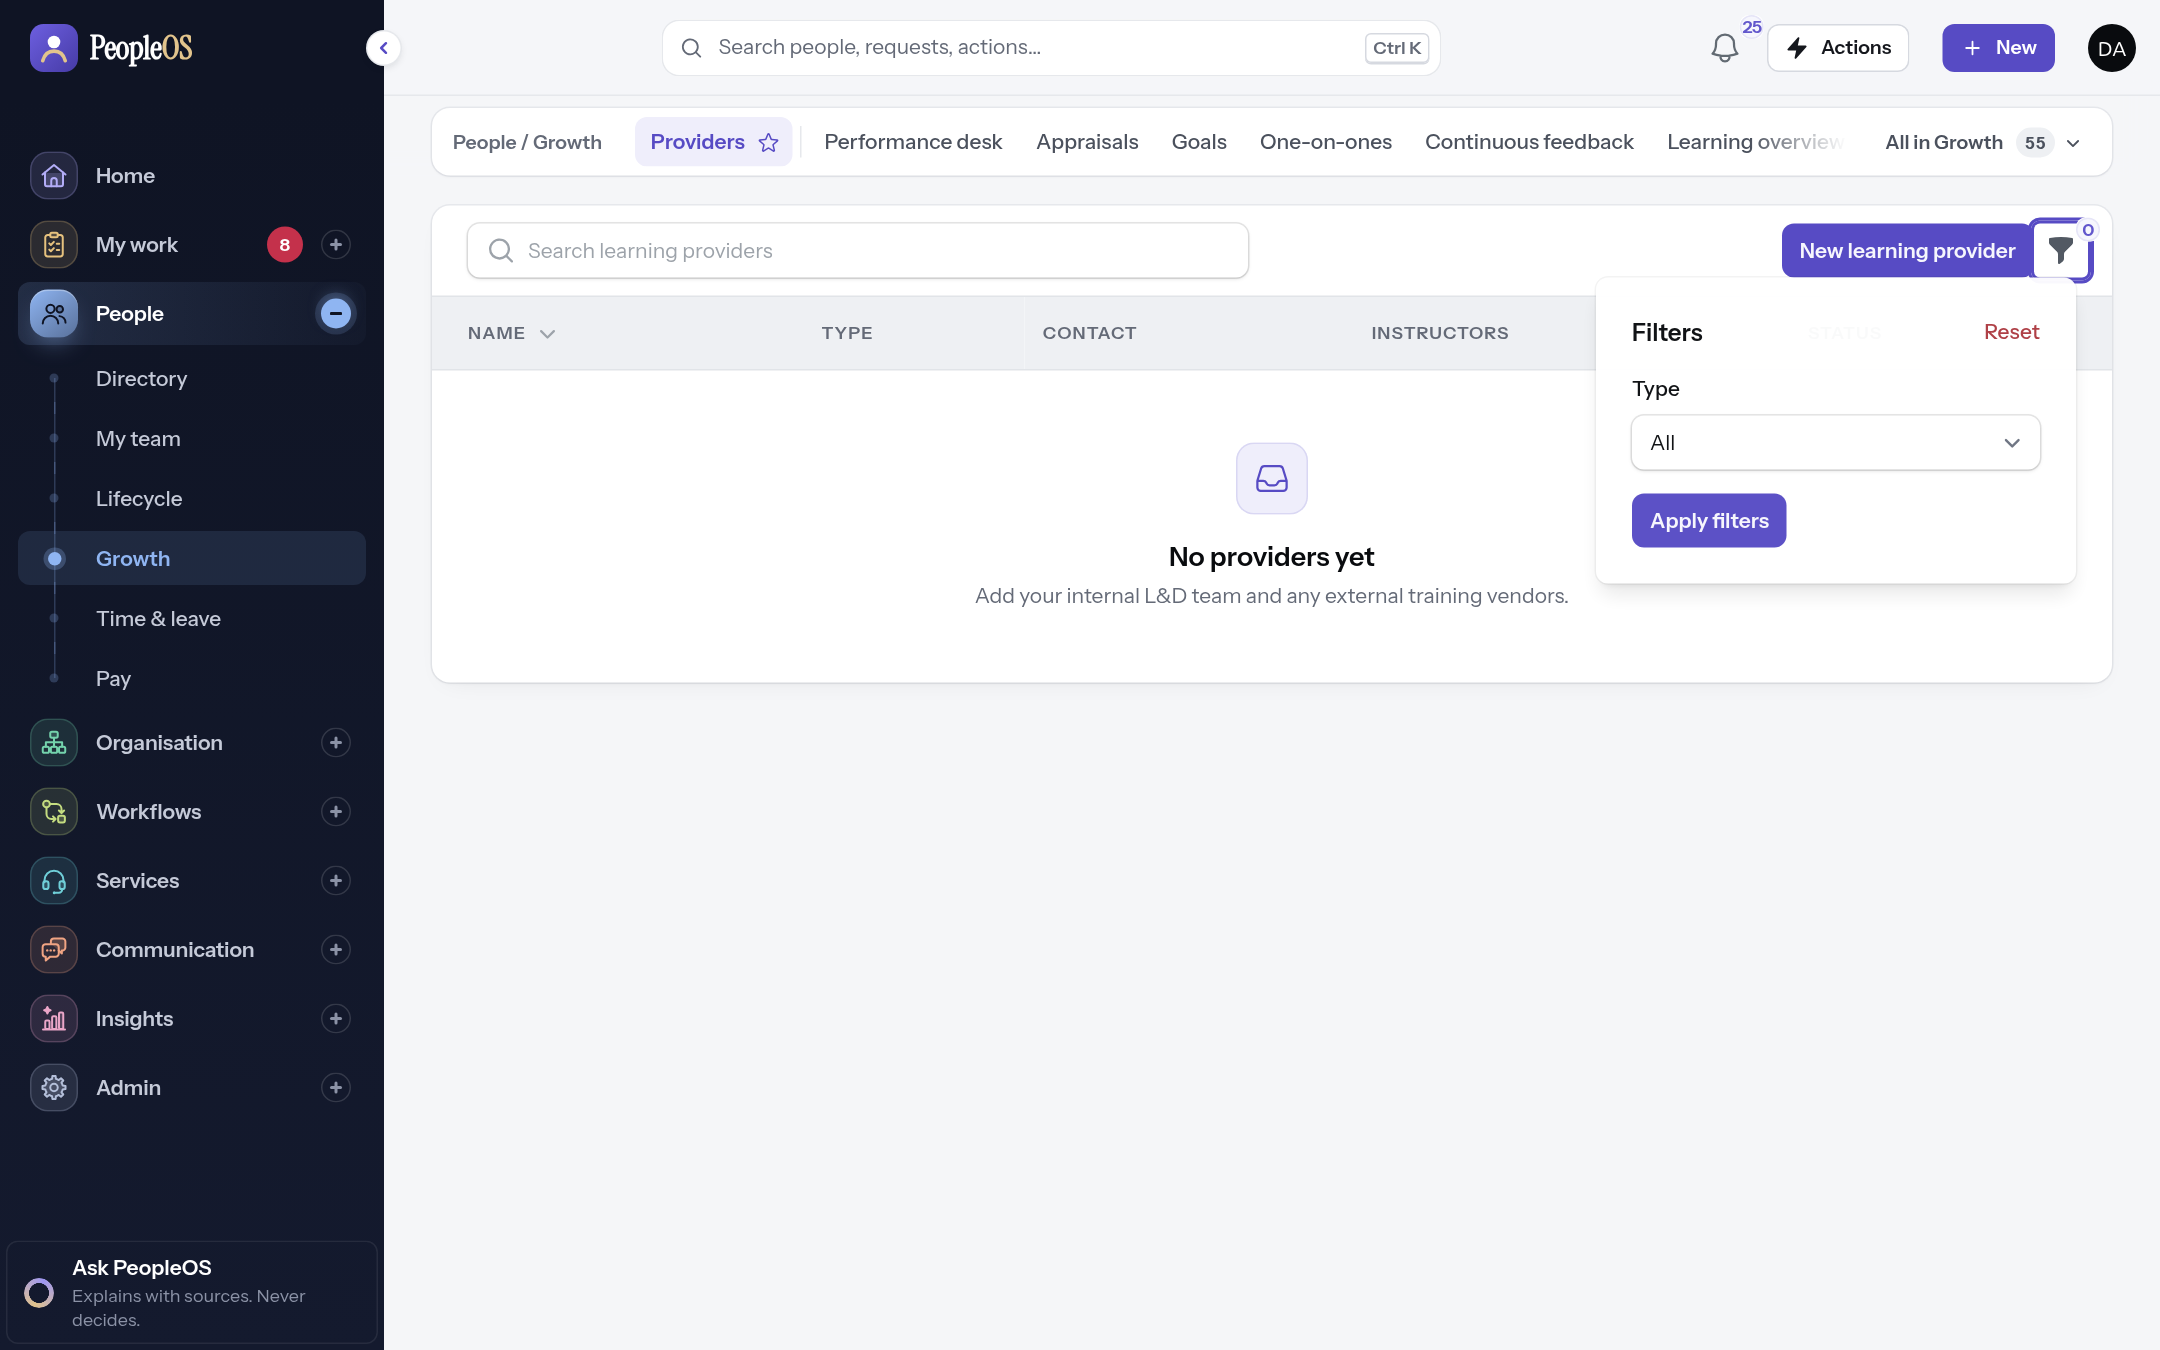 PeopleOS
Search people, requests, actions...
Ctrl K
25
Actions
New
DA
Home
My work
8
People
Directory
My team
Lifecycle
Growth
Time & leave
Pay
Organisation
Workflows
Services
Communication
Insights
Admin
Ask PeopleOS
Explains with sources. Never
decides.
People / Growth
Providers
Performance desk
Appraisals
Goals
One-on-ones
Continuous feedback
Learning overview
All in Growth
55
Search learning providers
New learning provider
0
NAME
TYPE
CONTACT
INSTRUCTORS
STATUS
Filters
Reset
Type
All
Apply filters
No providers yet
Add your internal L&D team and any external training vendors.